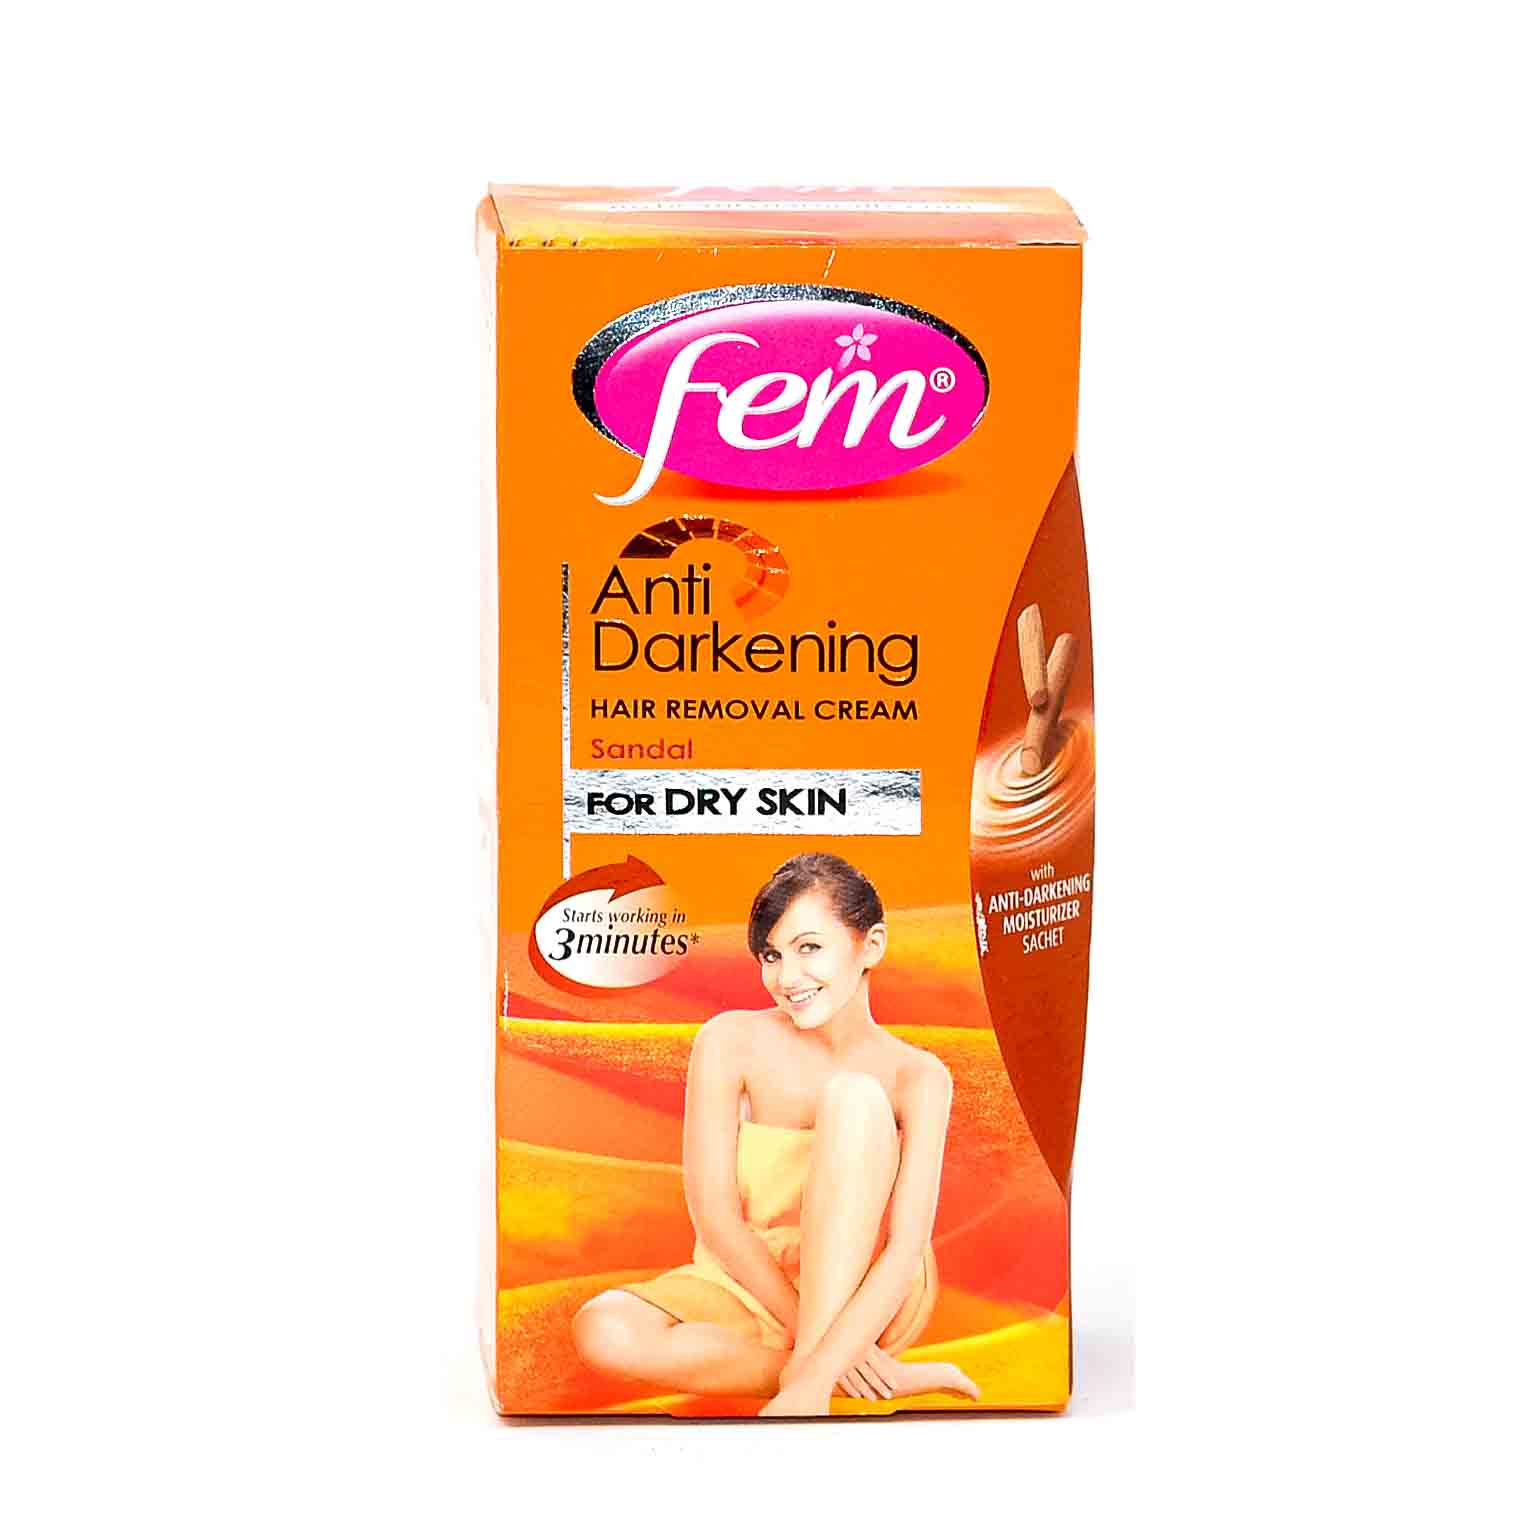 fem®
Anti
Darkening
HAIR REMOVAL CREAM
Sandal
FOR DRY SKIN
Starts working in
3minutes*
with
ANTI-DARKENING
MOISTURIZER
SACHET